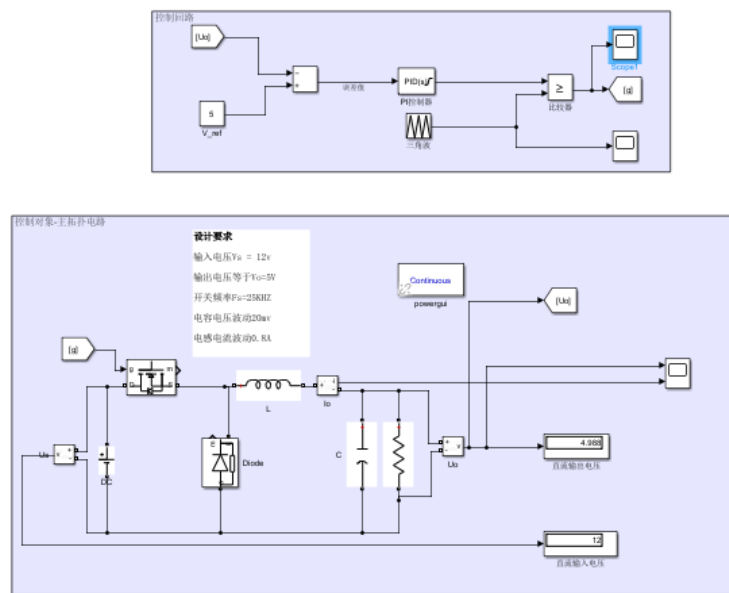 控制回路
[Uo]
Scope1
−
+
误差值
PID(s)
PI控制器
≥
比较器
[g]
5
V_ref
三角波
控制对象-主拓扑电路
设计要求
输入电压Vs = 12v
输出电压等于Vo=5V
开关频率Fs=25KHZ
电容电压波动20mv
电感电流波动0.8A
Continuous
powergui
[Uo]
[g]
g
m
D
S
L
+
i
-
Io
Us
v
+
-
DC
Diode
C
+
-
v
Uo
4.988
直流输出电压
12
直流输入电压